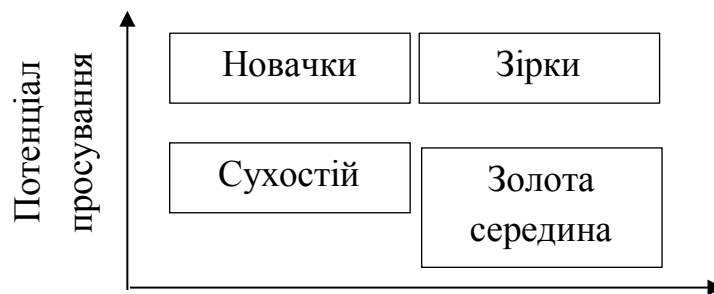 Потенціал
просування
Новачки
Зірки
Сухостій
Золота
середина